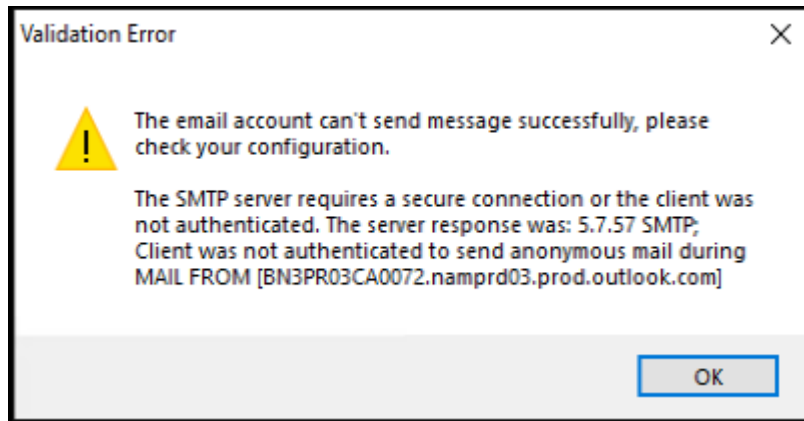 Validation Error
The email account can't send message successfully, please
check your configuration.
The SMTP server requires a secure connection or the client was
not authenticated. The server response was: 5.7.57 SMTP;
Client was not authenticated to send anonymous mail during
MAIL FROM [BN3PR03CA0072.namprd03.prod.outlook.com]
OK